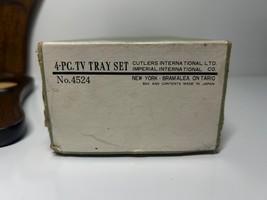 4-PC. TV TRAY SET
No.4524
CUTLERS INTERNATIONAL LTD.
IMPERIAL INTERNATIONAL CO.
NEW YORK - BRAMALEA, ONTARIO
BOX AND CONTENTS MADE IN JAPAN